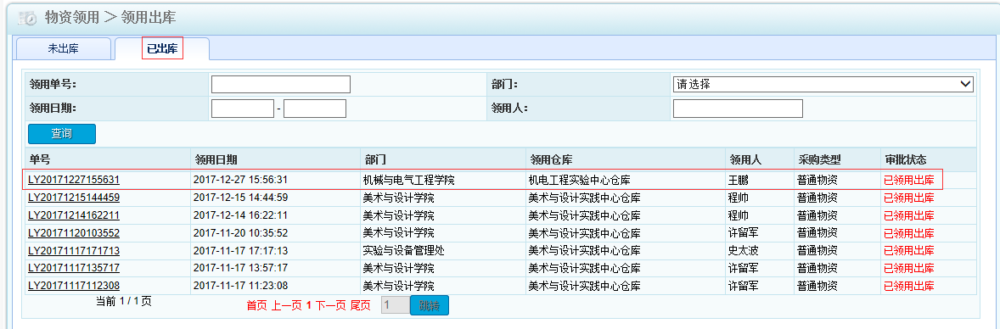 物资领用 > 领用出库
未出库 已出库
领用单号: 部门: 请选择
领用日期: - 领用人:
查询
单号 领用日期 部门 领用仓库 领用人 采购类型 审批状态
LY20171227155631 2017-12-27 15:56:31 机械与电气工程学院 机电工程实验中心仓库 王鹏 普通物资 已领用出库
LY20171215144459 2017-12-15 14:44:59 美术与设计学院 美术与设计实践中心仓库 程帅 普通物资 已领用出库
LY20171214162211 2017-12-14 16:22:11 美术与设计学院 美术与设计实践中心仓库 程帅 普通物资 已领用出库
LY20171120103552 2017-11-20 10:35:52 美术与设计学院 美术与设计实践中心仓库 许留军 普通物资 已领用出库
LY20171117171713 2017-11-17 17:17:13 实验与设备管理处 美术与设计实践中心仓库 史太波 普通物资 已领用出库
LY20171117135717 2017-11-17 13:57:17 美术与设计学院 美术与设计实践中心仓库 许留军 普通物资 已领用出库
LY20171117112308 2017-11-17 11:23:08 美术与设计学院 美术与设计实践中心仓库 许留军 普通物资 已领用出库
当前 1 / 1 页 首页 上一页 1 下一页 尾页 1 跳转